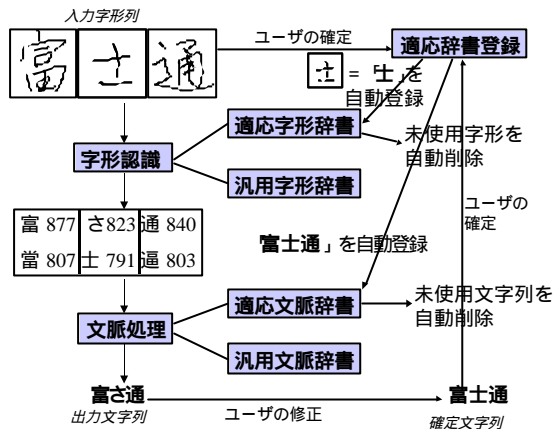 入力字形列
富士通
ユーザの確定
適応辞書登録
士 = 「士」を
自動登録
適応字形辞書
未使用字形を
自動削除
字形認識
汎用字形辞書
ユーザの
確定
富 877 さ823 通 840
當 807 士 791 逼 803
富士通」を自動登録
適応文脈辞書
未使用文字列を
自動削除
文脈処理
汎用文脈辞書
富さ通
富士通
出力文字列
ユーザの修正
確定文字列